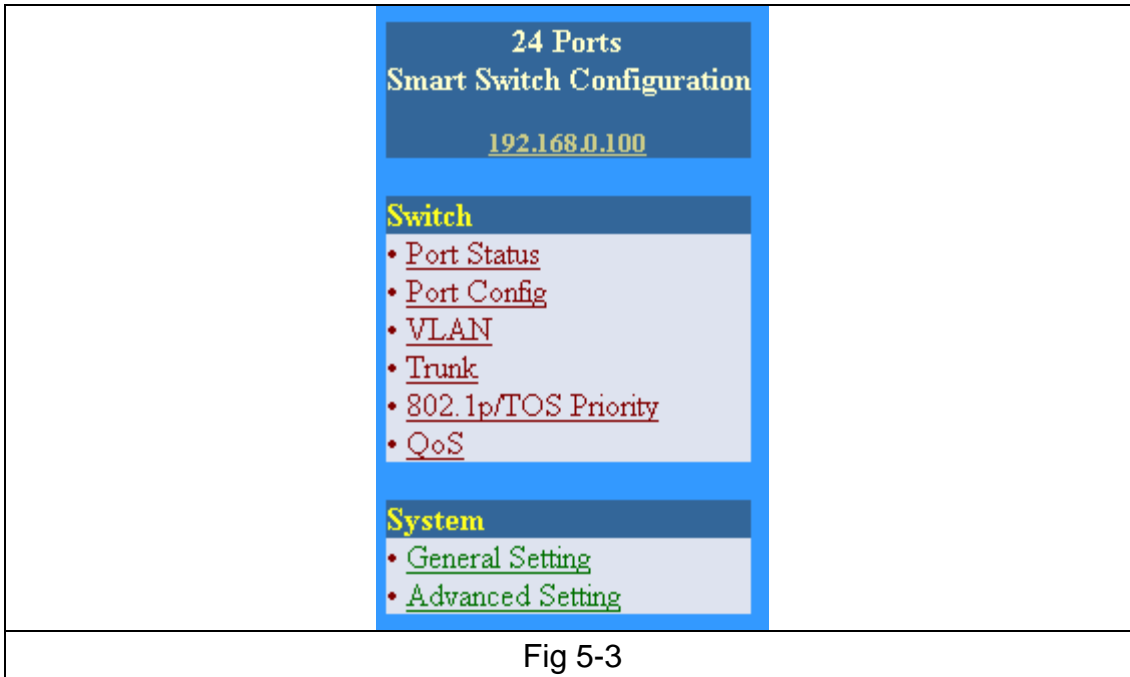 24 Ports
Smart Switch Configuration
192.168.0.100
Switch
• Port Status
• Port Config
• VLAN
• Trunk
• 802.1p/TOS Priority
• QoS
System
• General Setting
• Advanced Setting
Fig 5-3